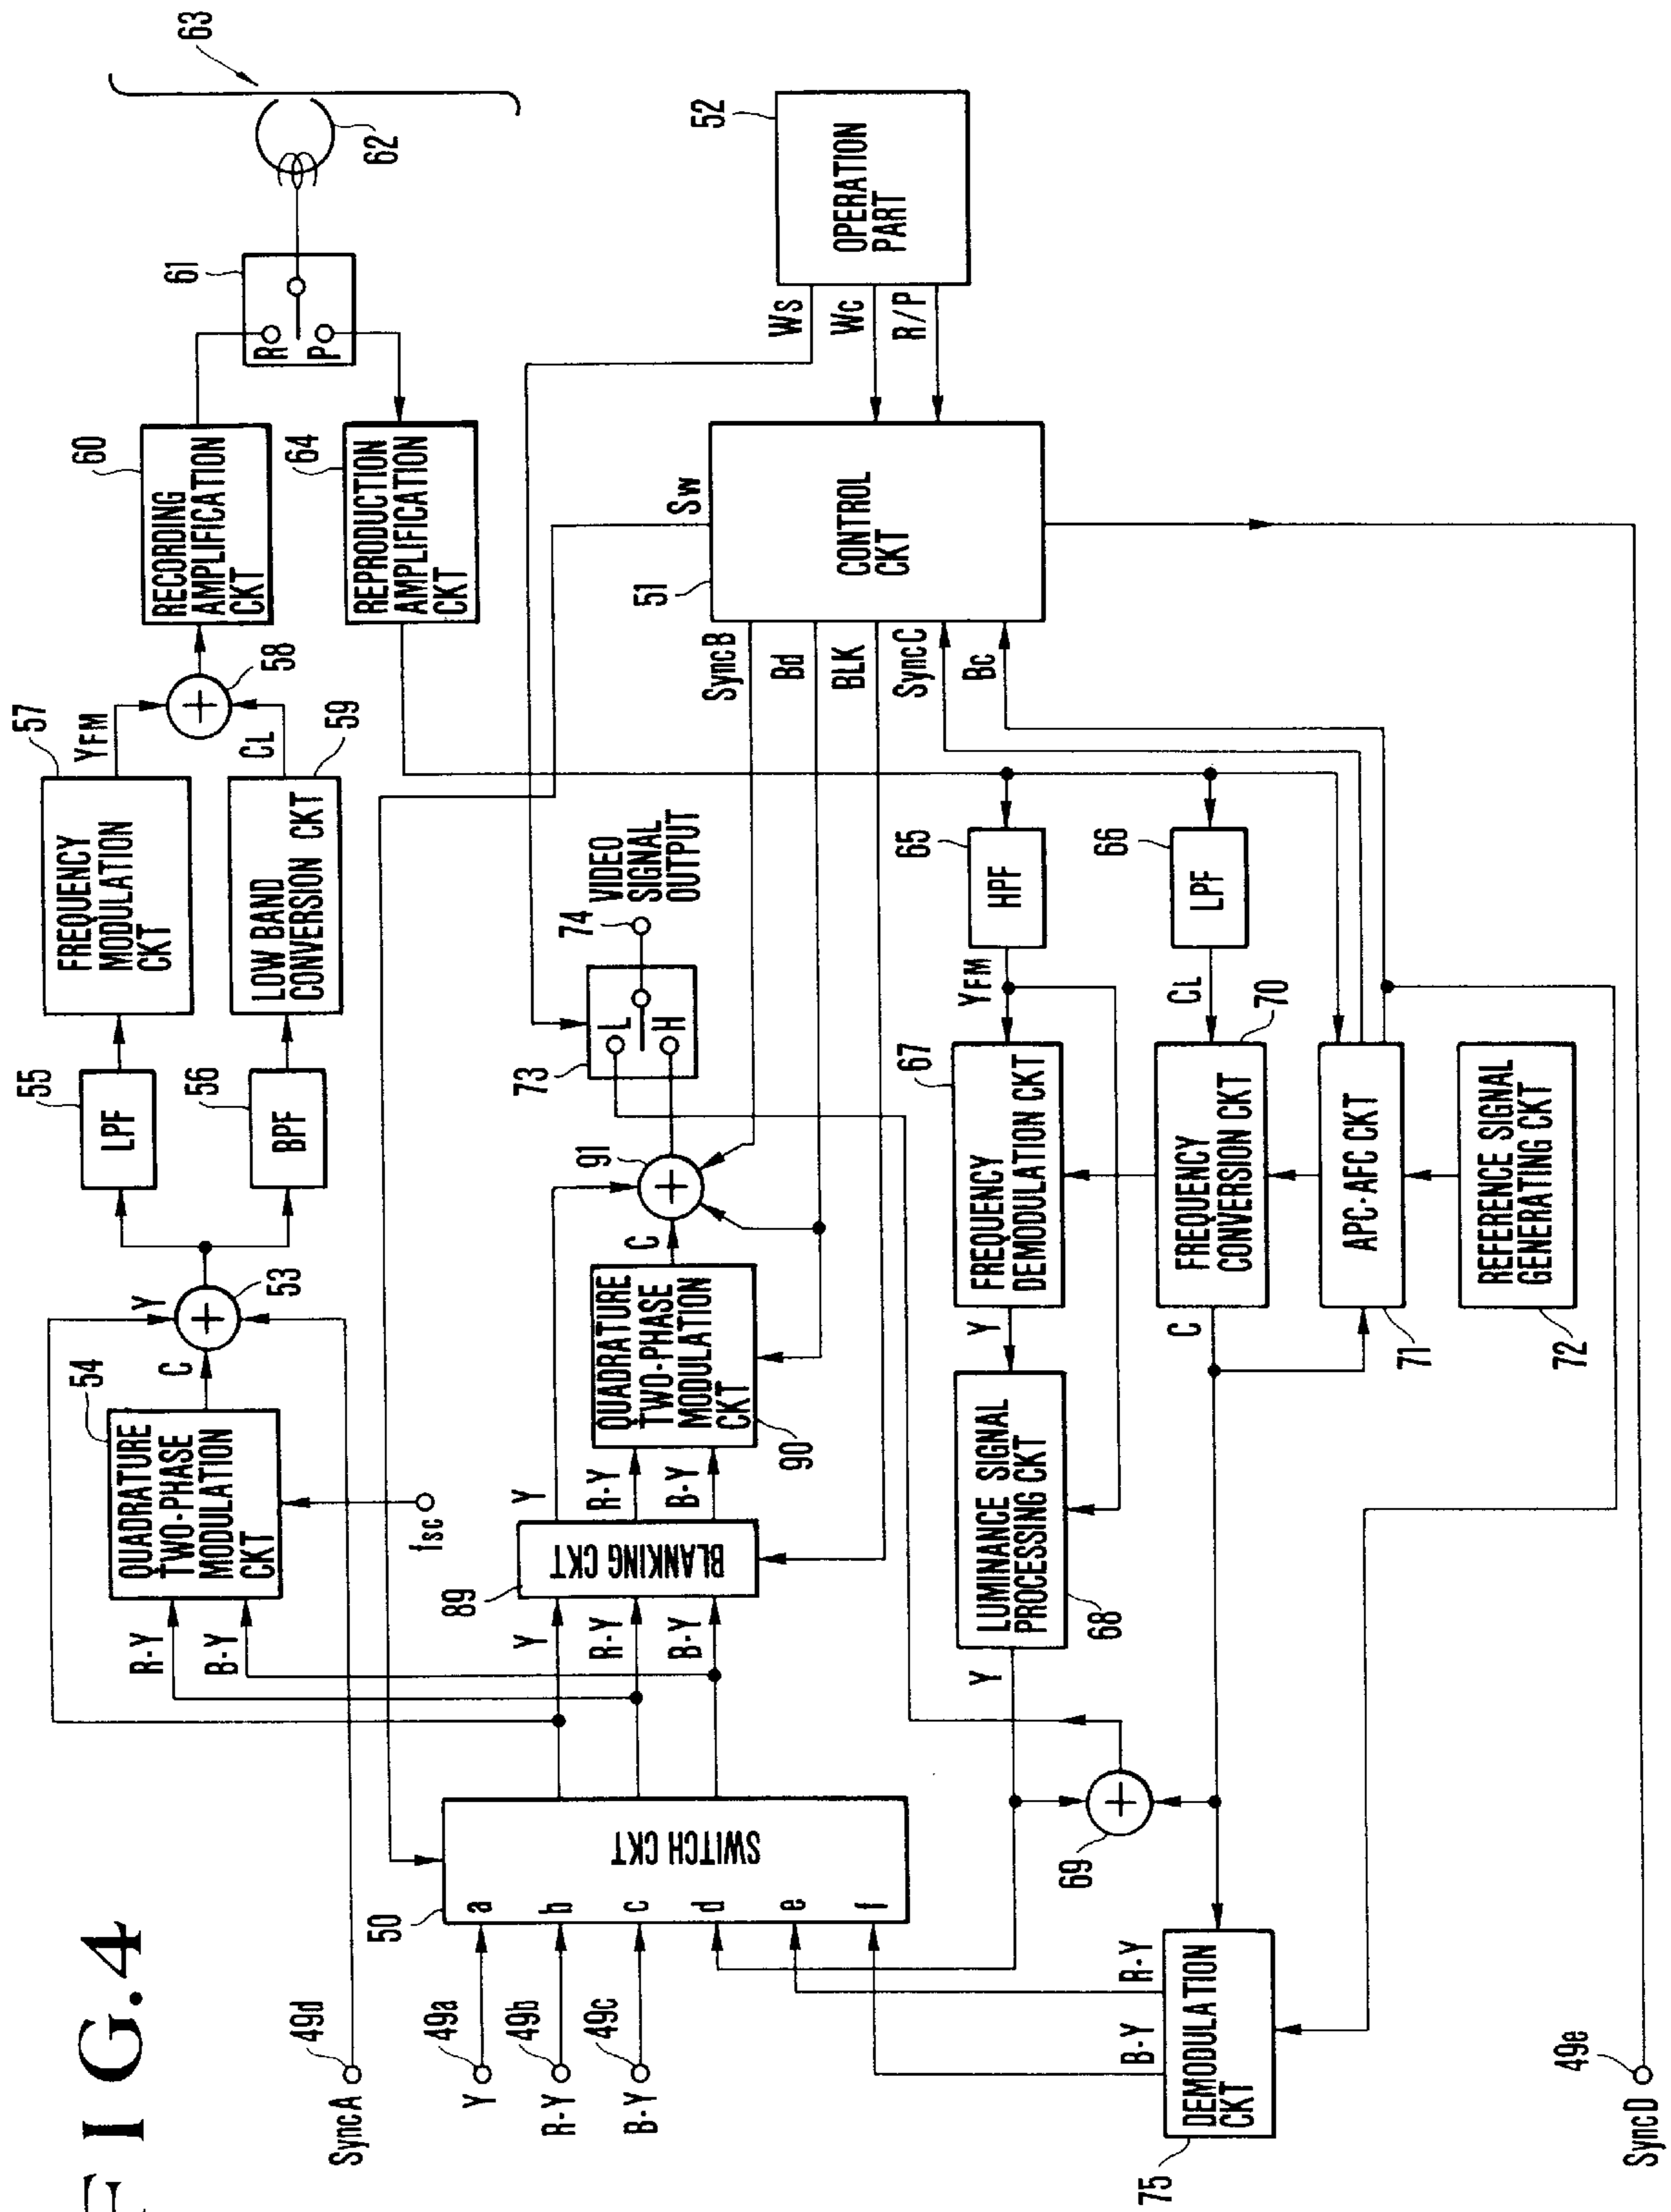 FIG.4
SyncA
49d
Y
49a
R-Y
49b
B-Y
49c
50
a
b
c
d
e
f
SWITCH CKT
R-Y
B-Y
54
QUADRATURE
TWO-PHASE
MODULATION
CKT
fsc
C
Y
53
55
LPF
56
BPF
57
FREQUENCY
MODULATION
CKT
YFM
LOW BAND
CONVERSION CKT
59
CL
58
60
RECORDING
AMPLIFICATION
CKT
64
REPRODUCTION
AMPLIFICATION
CKT
61
R
P
62
63
Y
R-Y
B-Y
89
BLANKING CKT
Y
R-Y
B-Y
QUADRATURE
TWO-PHASE
MODULATION
CKT
90
C
91
73
L
H
74
VIDEO
SIGNAL
OUTPUT
SyncB
Bd
BLK
SyncC
Bc
51
Sw
CONTROL
CKT
Ws
Wc
R/P
52
OPERATION
PART
75
DEMODULATION
CKT
B-Y
R-Y
69
Y
LUMINANCE SIGNAL
PROCESSING CKT
68
Y
67
FREQUENCY
DEMODULATION CKT
YFM
65
HPF
C
FREQUENCY
CONVERSION CKT
70
CL
66
LPF
71
APC-AFC CKT
72
REFERENCE SIGNAL
GENERATING CKT
SyncD
49e